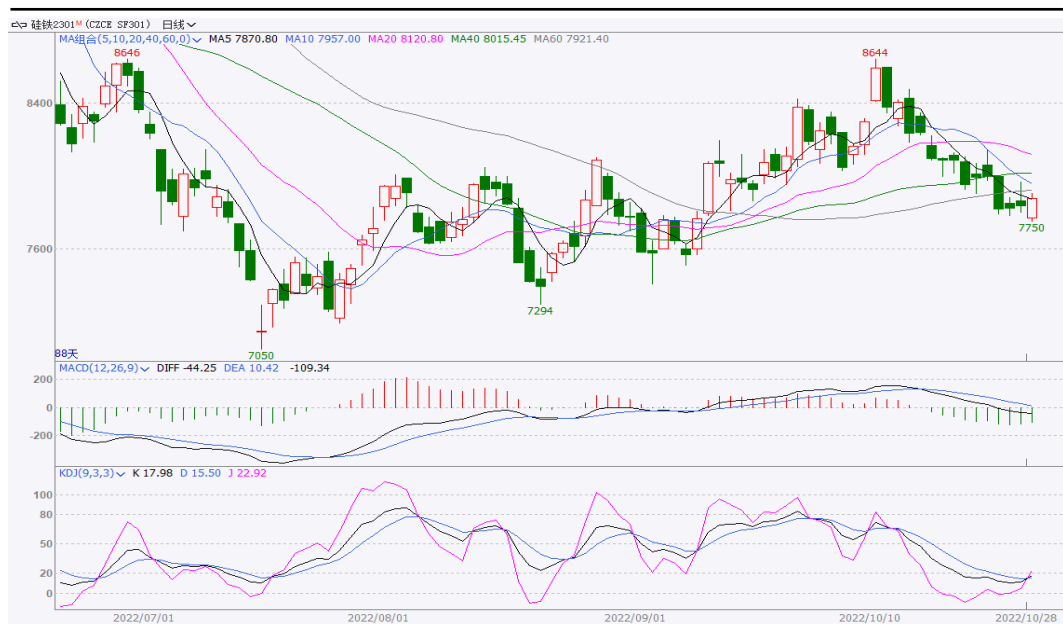 硅铁2301ᴹ (CZCE SF301) 日线
MA组合(5,10,20,40,60,0) MA5 7870.80 MA10 7957.00 MA20 8120.80 MA40 8015.45 MA60 7921.40
8646
8644
8400
7600
7750
7294
7050
88天
MACD(12,26,9) DIFF -44.25 DEA 10.42 -109.34
200
0
-200
KDJ(9,3,3) K 17.98 D 15.50 J 22.92
100
80
50
20
0
2022/07/01 2022/08/01 2022/09/01 2022/10/10 2022/10/28